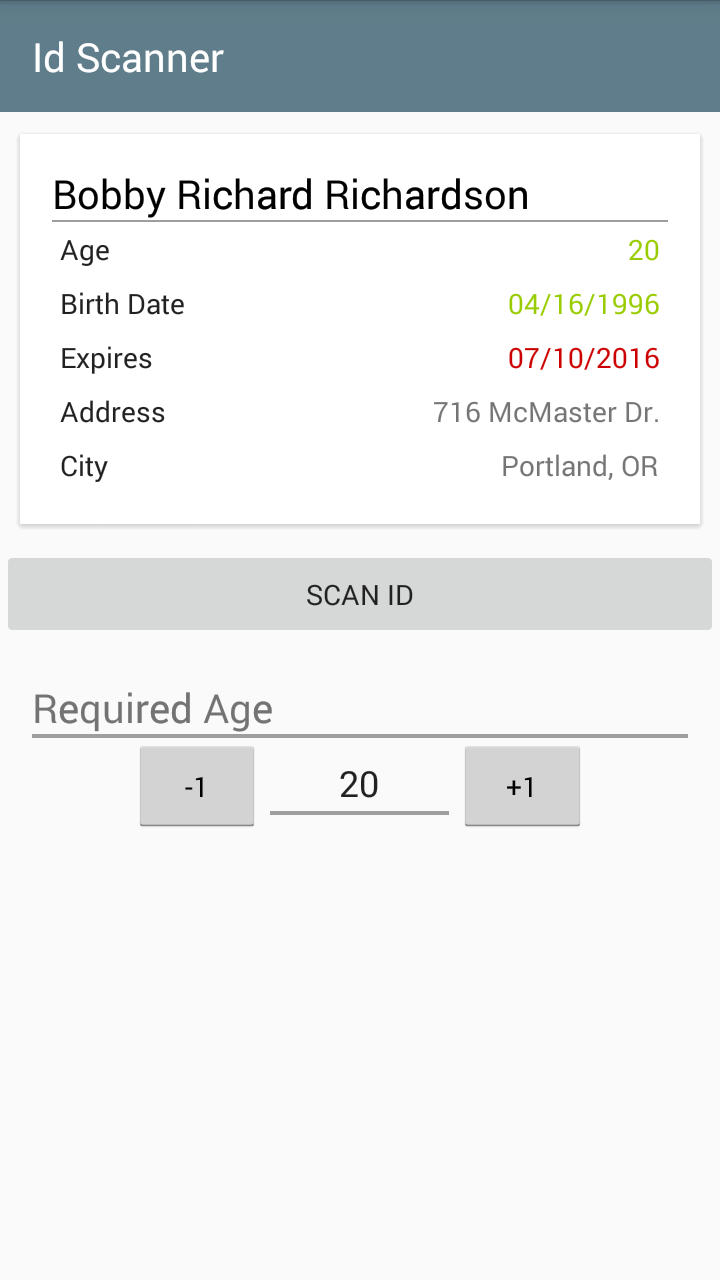 Id Scanner
Bobby Richard Richardson
Age 20
Birth Date 04/16/1996
Expires 07/10/2016
Address 716 McMaster Dr.
City Portland, OR
SCAN ID
Required Age
-1 20 +1